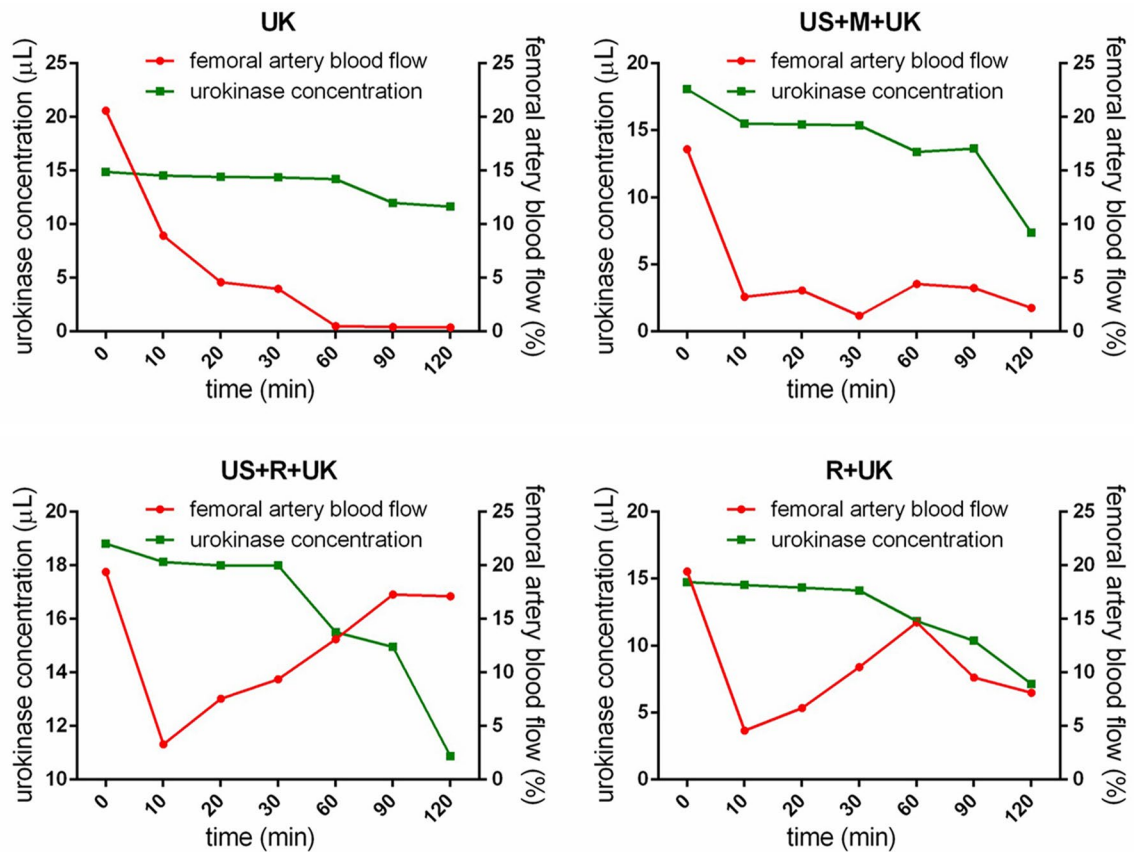 UK
femoral artery blood flow
urokinase concentration
urokinase concentration (μL)
25
20
15
10
5
0
femoral artery blood flow (%)
25
20
15
10
5
0
0 10 20 30 60 90 120
time (min)
US+M+UK
femoral artery blood flow
urokinase concentration
urokinase concentration (μL)
20
15
10
5
0
femoral artery blood flow (%)
25
20
15
10
5
0
0 10 20 30 60 90 120
time (min)
US+R+UK
femoral artery blood flow
urokinase concentration
urokinase concentration (μL)
20
18
16
14
12
10
femoral artery blood flow (%)
25
20
15
10
5
0
0 10 20 30 60 90 120
time (min)
R+UK
femoral artery blood flow
urokinase concentration
urokinase concentration (μL)
20
15
10
5
0
femoral artery blood flow (%)
25
20
15
10
5
0
0 10 20 30 60 90 120
time (min)